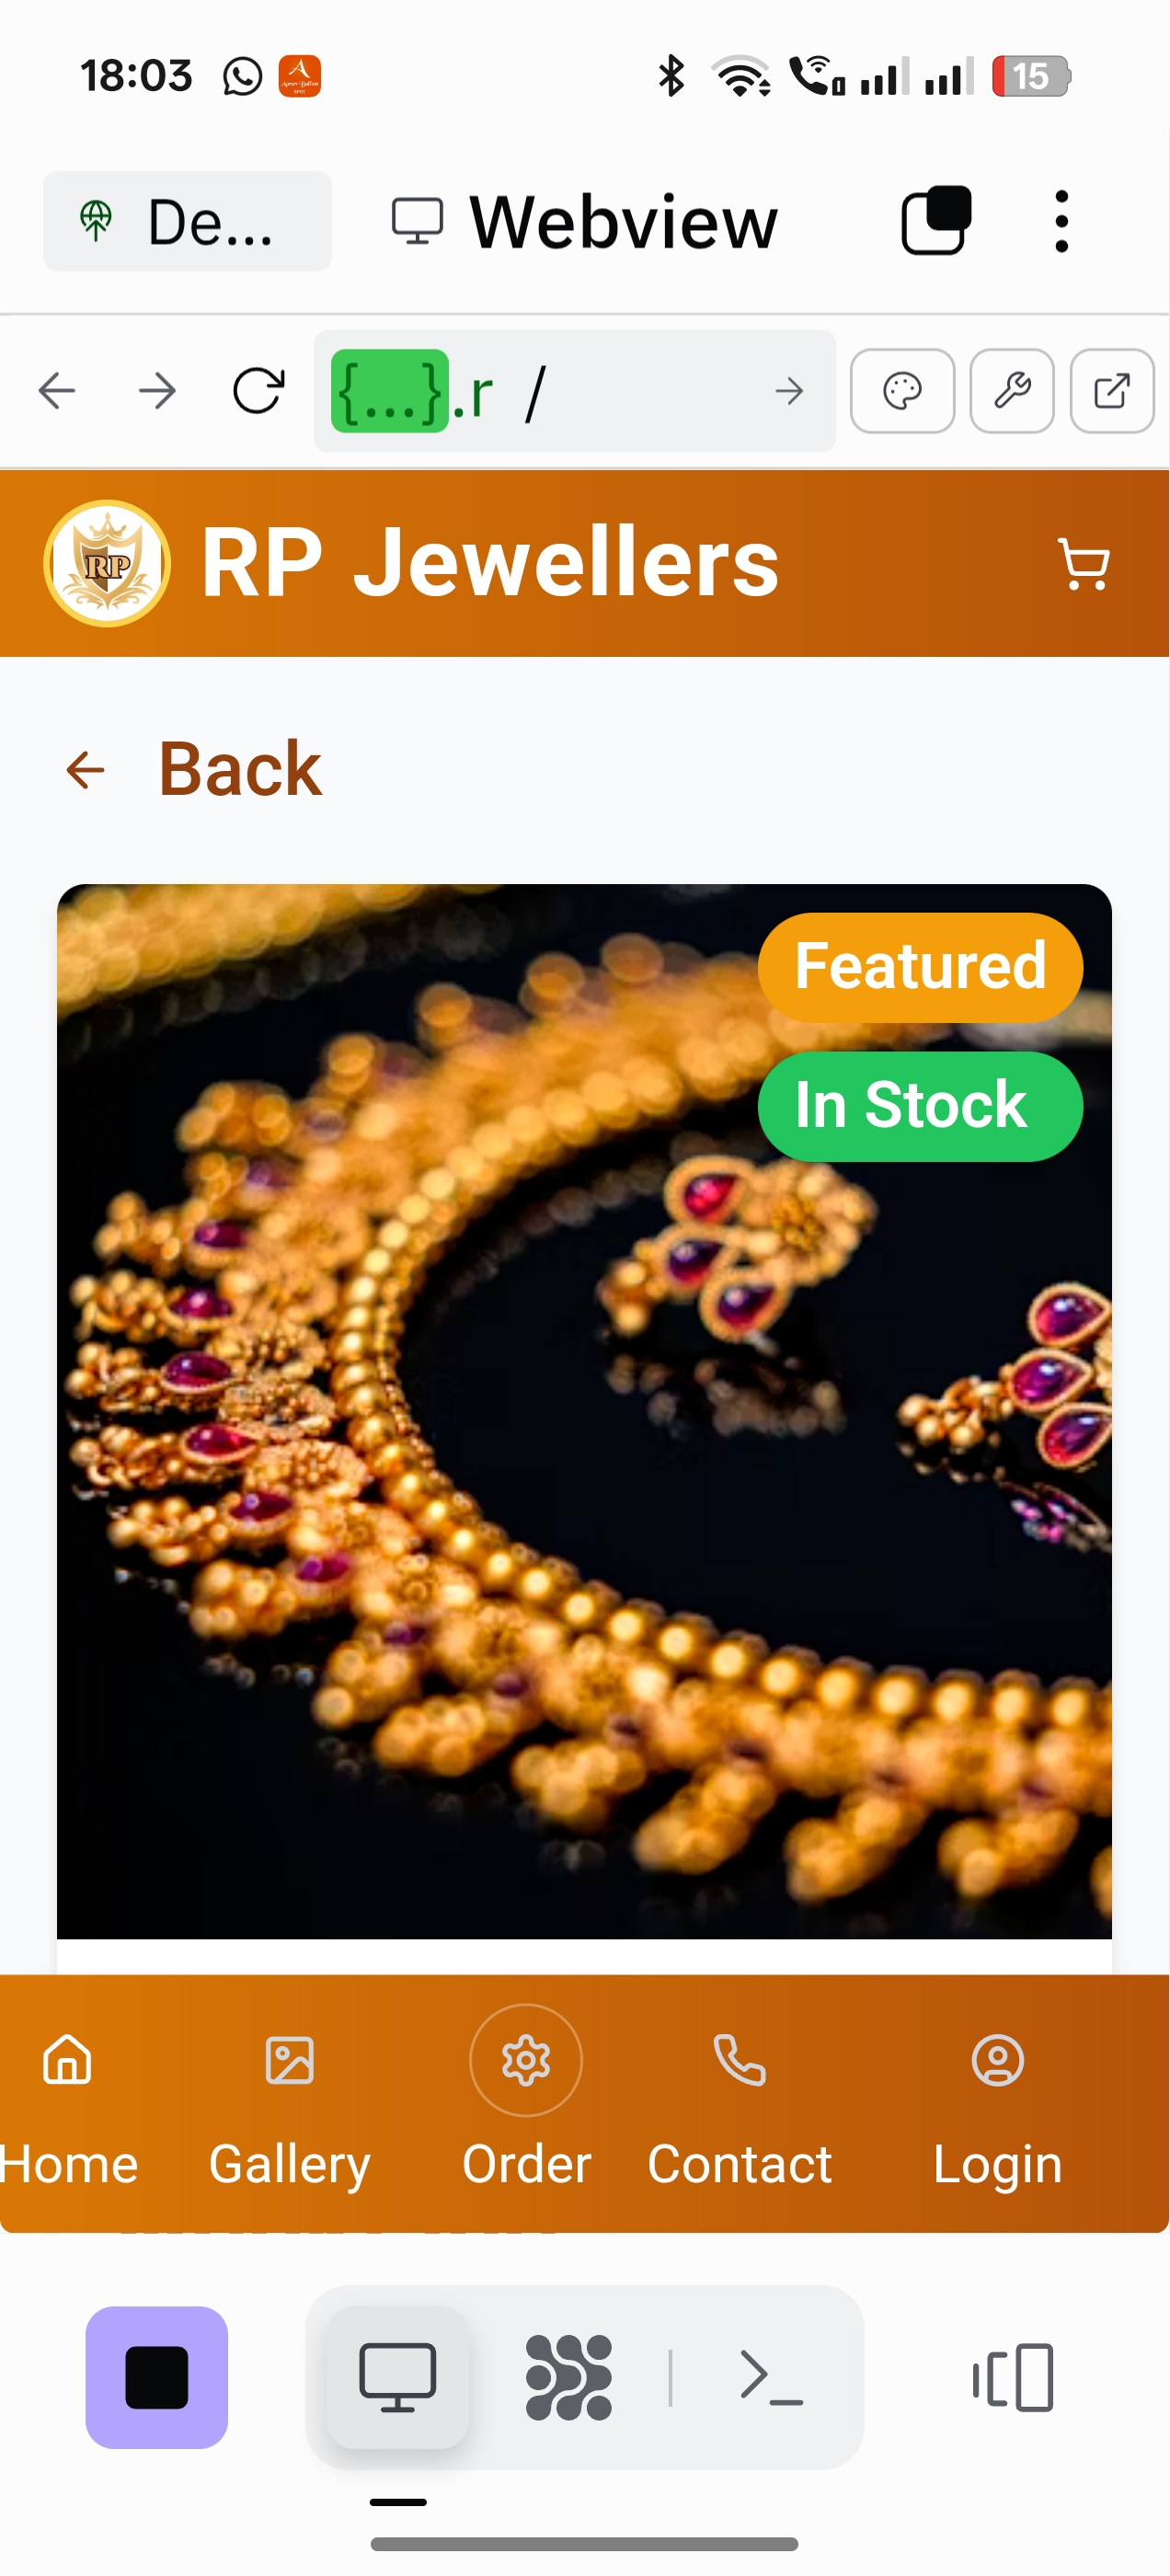 18:03
15
De...
Webview
{...}.r /
RP
RP Jewellers
Back
Featured
In Stock
Home
Gallery
Order
Contact
Login